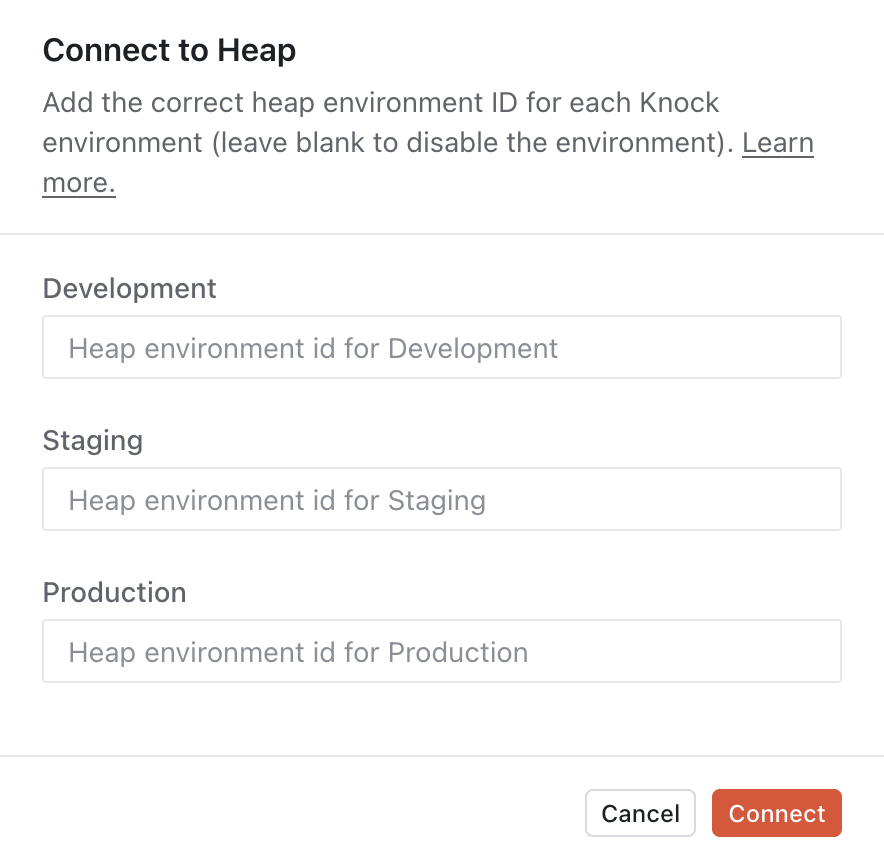 Connect to Heap
Add the correct heap environment ID for each Knock
environment (leave blank to disable the environment). Learn
more.
Development
Heap environment id for Development
Staging
Heap environment id for Staging
Production
Heap environment id for Production
Cancel Connect